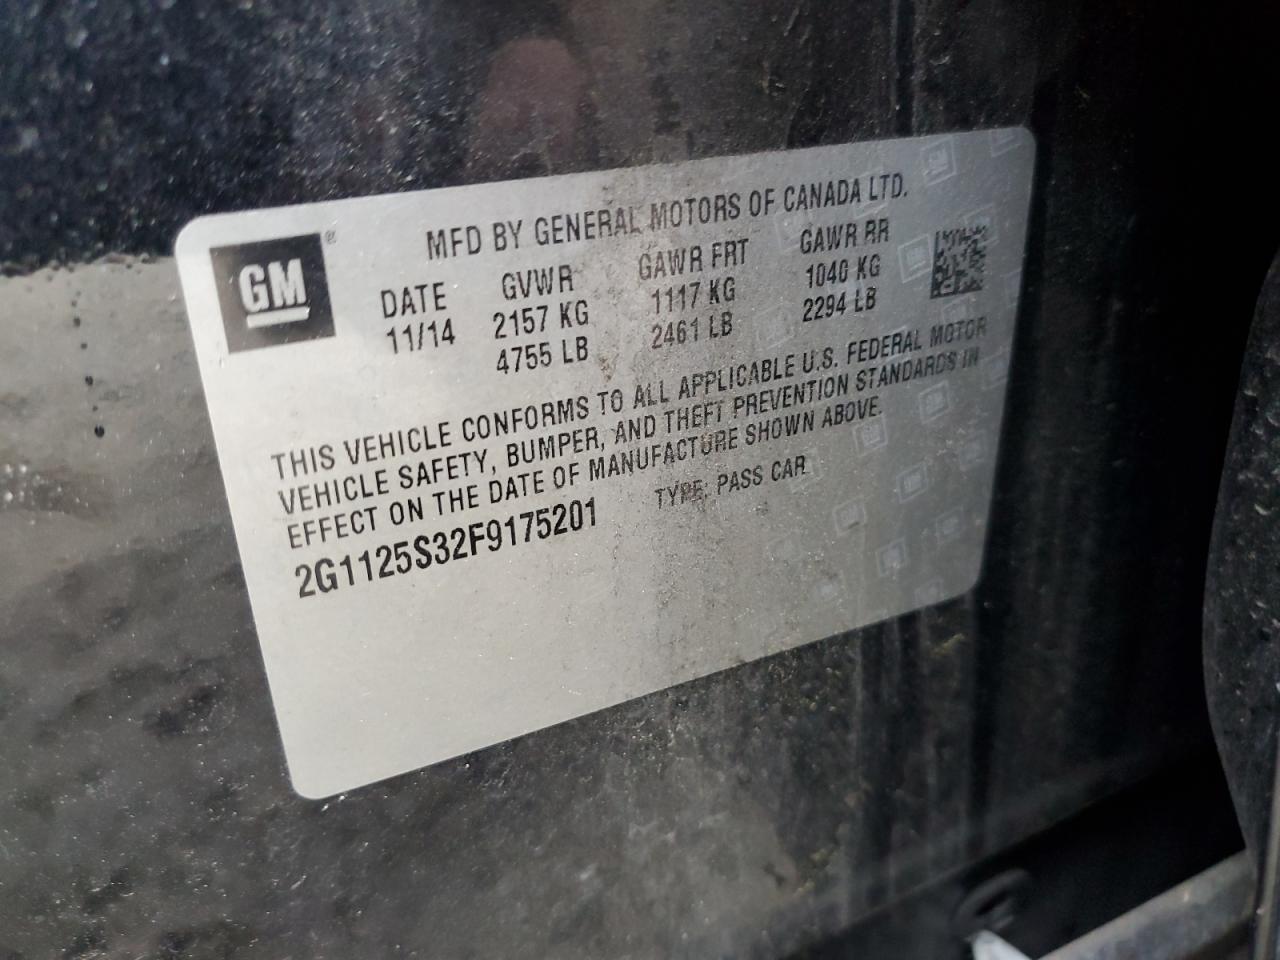 GM ®
MFD BY GENERAL MOTORS OF CANADA LTD.
DATE GVWR GAWR FRT GAWR RR
11/14 2157 KG 1117 KG 1040 KG
4755 LB 2461 LB 2294 LB
THIS VEHICLE CONFORMS TO ALL APPLICABLE U.S. FEDERAL MOTOR
VEHICLE SAFETY, BUMPER, AND THEFT PREVENTION STANDARDS IN
EFFECT ON THE DATE OF MANUFACTURE SHOWN ABOVE.
2G1125S32F9175201 TYPE: PASS CAR